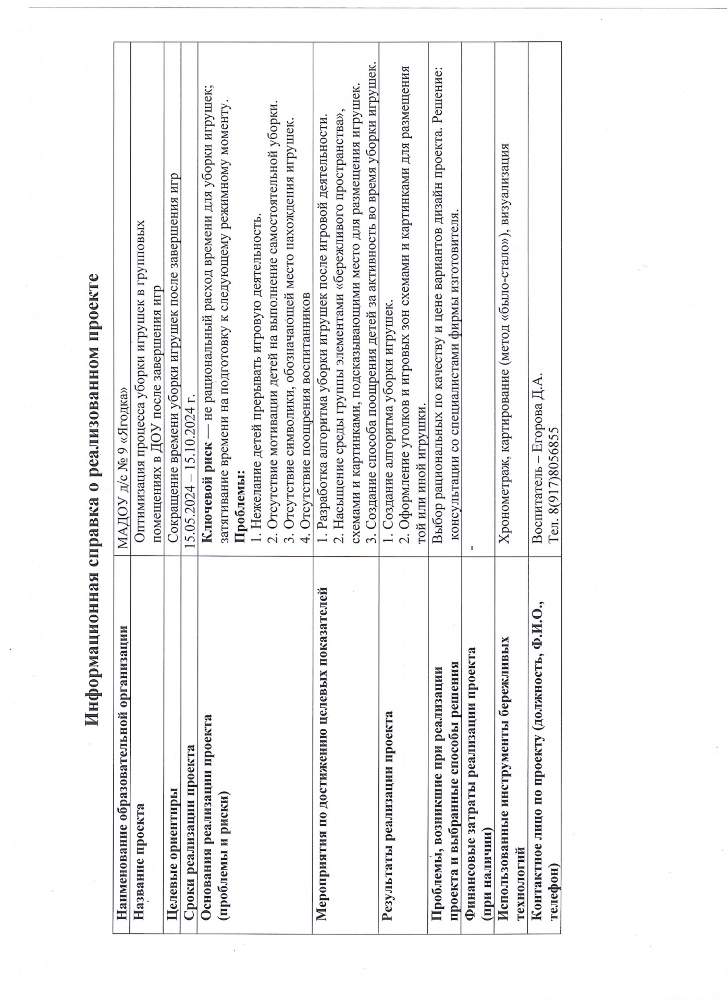 Информационная справка о реализованном проекте
Наименование образовательной организации
МАДОУ д/с № 9 «Ягодка»
Название проекта
Оптимизация процесса уборки игрушек в групповых
помещениях в ДОУ после завершения игр
Целевые ориентиры
Сокращение времени уборки игрушек после завершения игр
Сроки реализации проекта
15.05.2024 – 15.10.2024 г.
Основания реализации проекта
(проблемы и риски)
Ключевой риск — не рациональный расход времени для уборки игрушек;
затягивание времени на подготовку к следующему режимному моменту.
Проблемы:
1. Нежелание детей прерывать игровую деятельность.
2. Отсутствие мотивации детей на выполнение самостоятельной уборки.
3. Отсутствие символики, обозначающей место нахождения игрушек.
4. Отсутствие поощрения воспитанников
Мероприятия по достижению целевых показателей
1. Разработка алгоритма уборки игрушек после игровой деятельности.
2. Насыщение среды группы элементами «бережливого пространства»,
схемами и картинками, подсказывающими место для размещения игрушек.
3. Создание способа поощрения детей за активность во время уборки игрушек.
Результаты реализации проекта
1. Создание алгоритма уборки игрушек.
2. Оформление уголков и игровых зон схемами и картинками для размещения
той или иной игрушки.
Проблемы, возникшие при реализации
проекта и выбранные способы решения
Выбор рациональных по качеству и цене вариантов дизайн проекта. Решение:
консультации со специалистами фирмы изготовителя.
Финансовые затраты реализации проекта
(при наличии)
-
Использованные инструменты бережливых
технологий
Хронометраж, картирование (метод «было-стало»), визуализация
Контактное лицо по проекту (должность, Ф.И.О.,
телефон)
Воспитатель – Егорова Д.А.
Тел. 8(917)8056855